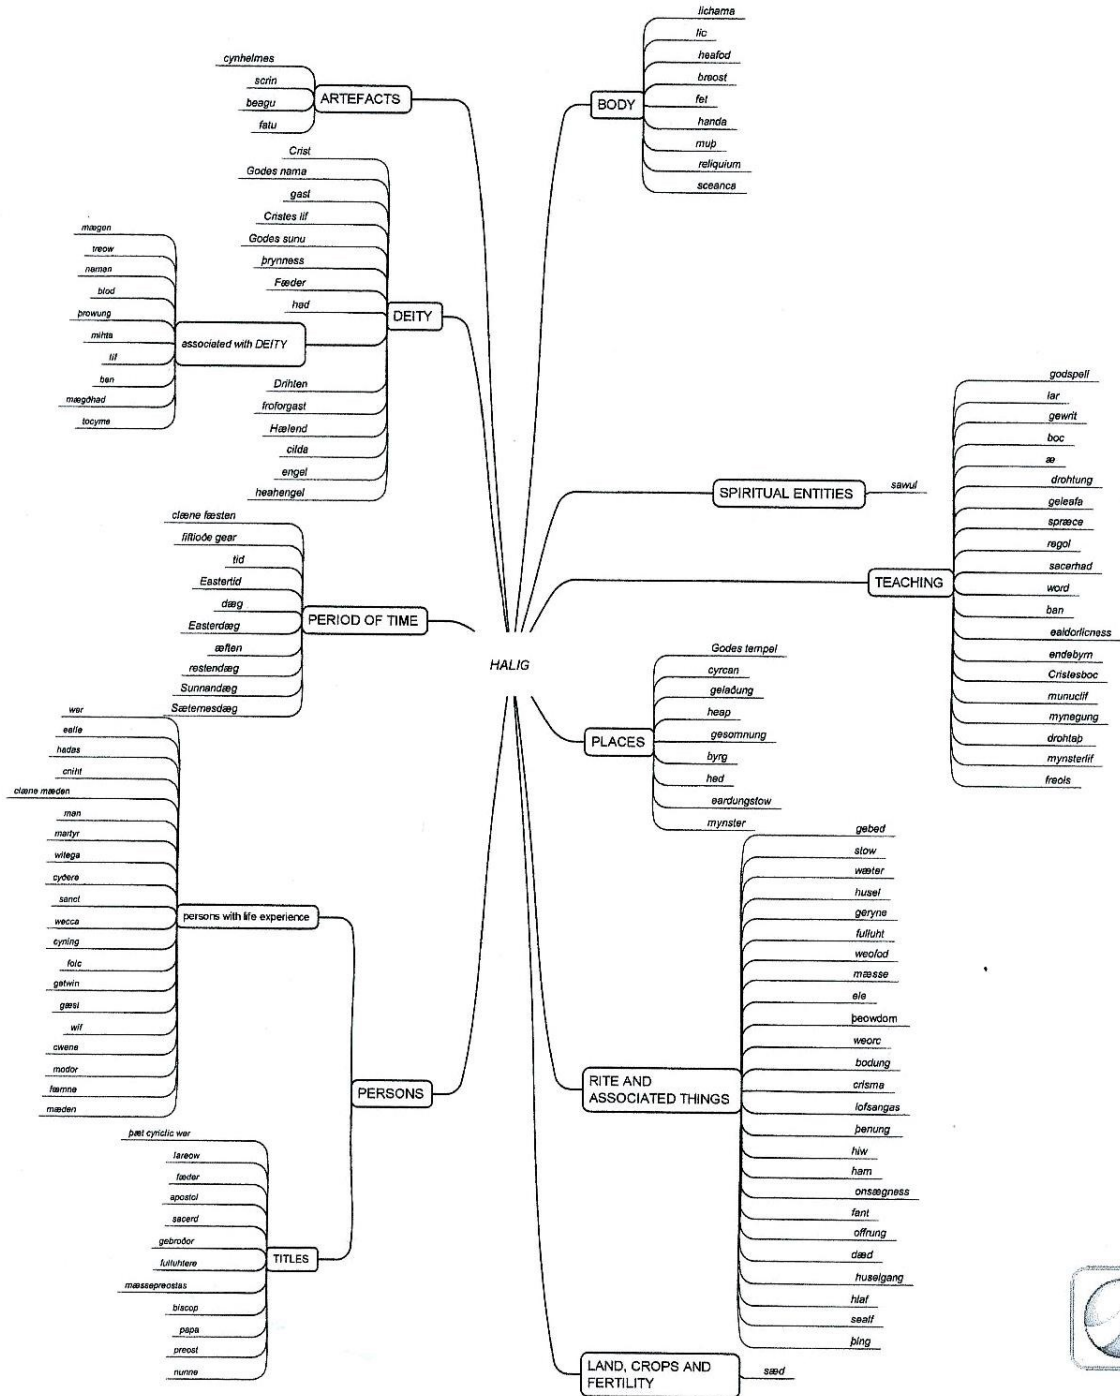 HALIG
ARTEFACTS
cynhelmes
scrin
beagu
fatu
DEITY
Crist
Godes nama
gast
Cristes lif
Godes sunu
þrynness
Fæder
had
associated with DEITY
mægen
treow
naman
blod
þrowung
mihta
lif
ben
mægðhad
tocyme
Drihten
froforgast
Hælend
cilda
engel
heahengel
PERIOD OF TIME
clæne fæsten
fiftioðe gear
tid
Eastertid
dæg
Easterdæg
æften
restendæg
Sunnandæg
Sæternesdæg
PERSONS
persons with life experience
wer
ealle
hadas
cniht
clæne mæden
man
martyr
witega
cyðere
sanct
wecca
cyning
folc
gatwin
gæst
wif
cwene
modor
fæmne
mæden
TITLES
þæt cyriclic wer
lareow
fæder
apostol
sacerd
gebroðor
fulluhtere
mæssepreostas
biscop
papa
preost
nunne
BODY
lichama
lic
heafod
breost
fet
handa
muþ
reliquium
sceanca
SPIRITUAL ENTITIES
sawul
TEACHING
godspell
lar
gewrit
boc
æ
drohtung
geleafa
spræce
regol
sacerhad
word
ban
ealdorlicness
endebyrn
Cristesboc
munuclif
mynegung
drohtaþ
mynsterlif
freols
PLACES
Godes tempel
cyrcan
gelaðung
heap
gesomnung
byrg
hed
eardungstow
mynster
RITE AND
ASSOCIATED THINGS
gebed
stow
wæter
husel
geryne
fulluht
weofod
mæsse
ele
þeowdom
weorc
bodung
crisma
lofsangas
þenung
hiw
ham
onsægness
fant
offrung
dæd
huselgang
hlaf
sealf
þing
LAND, CROPS AND
FERTILITY
sæd